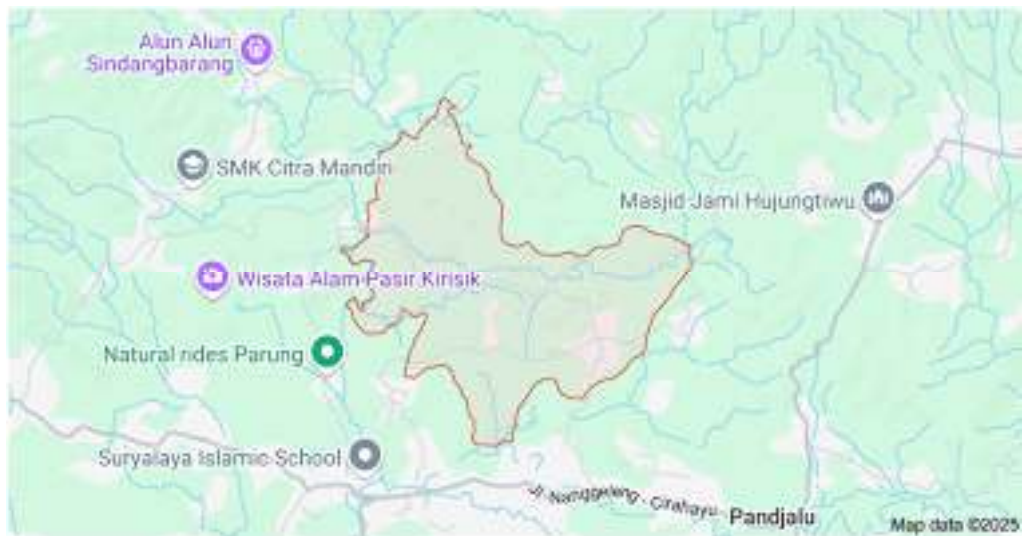 Alun Alun
Sindangbarang
SMK Citra Mandiri
Masjid Jami Hujungtiwu
Wisata Alam Pasir Kirisik
Natural rides Parung
Suryalaya Islamic School
Jl. Nanggeleng - Cirahayu
Pandjalu
Map data ©2025